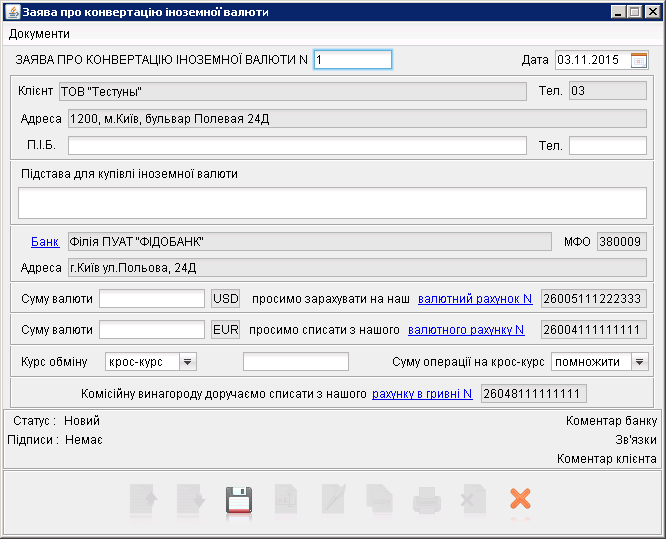 Заява про конвертацію іноземної валюти
Документи
ЗАЯВА ПРО КОНВЕРТАЦІЮ ІНОЗЕМНОЇ ВАЛЮТИ N 1 Дата 03.11.2015
Клієнт ТОВ "Тестуны" Тел. 03
Адреса 1200, м.Київ, бульвар Полевая 24Д
П.І.Б. Тел.
Підстава для купівлі іноземної валюти
Банк Філія ПУАТ "ФІДОБАНК" МФО 380009
Адреса г.Київ ул.Польова, 24Д
Суму валюти USD просимо зарахувати на наш валютний рахунок N 26005111222333
Суму валюти EUR просимо списати з нашого валютного рахунку N 26004111111111
Курс обміну крос-курс Суму операції на крос-курс помножити
Комісійну винагороду доручаємо списати з нашого рахунку в гривні N 26048111111111
Статус : Новий Коментар банку
Підписи : Немає Зв'язки
Коментар клієнта